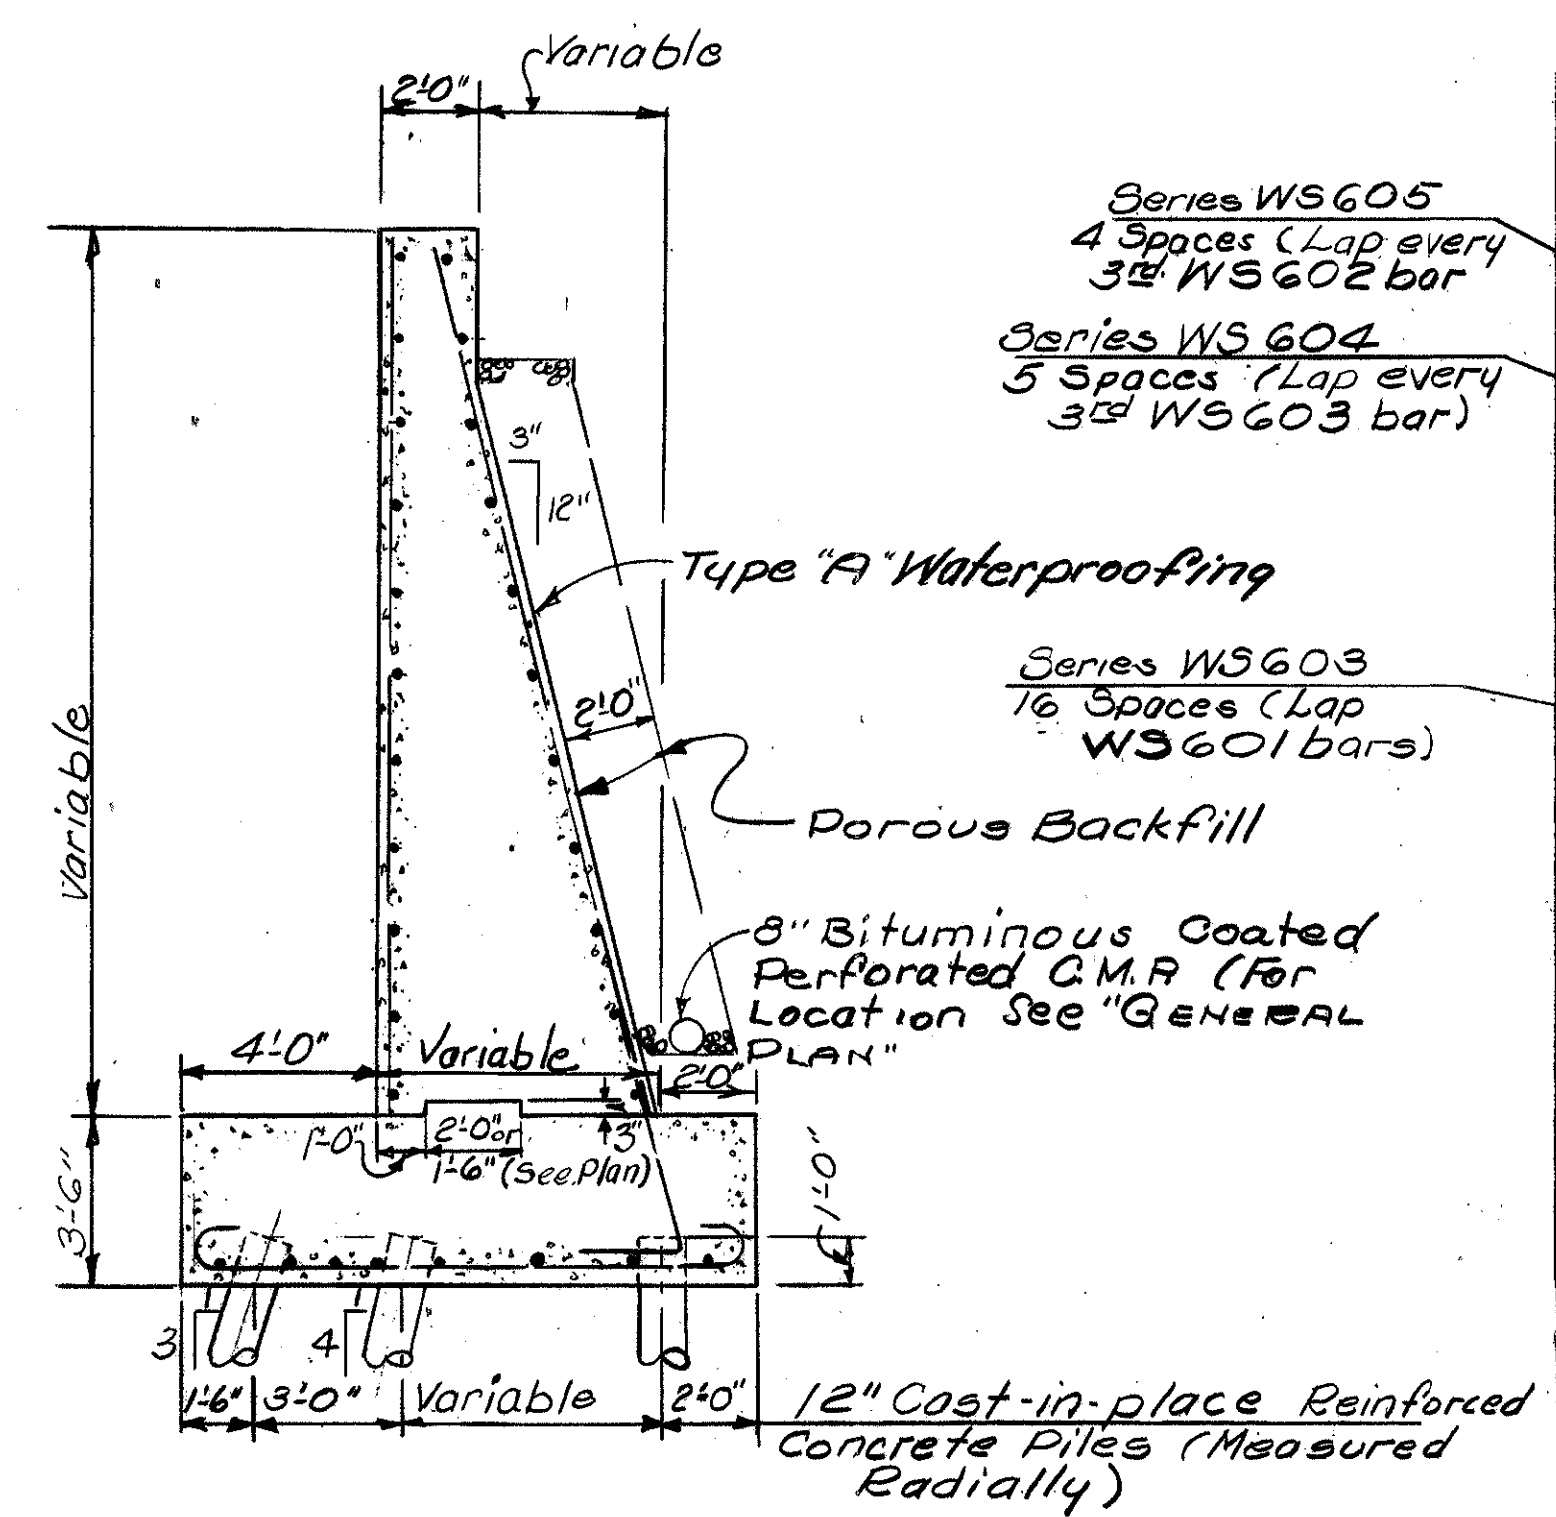 Variable
2'-0"
Series WS605
4 Spaces (Lap every
3rd. WS602 bar
Series WS604
5 Spaces (Lap every
3rd WS603 bar)
3"
12"
Type "A" Waterproofing
Series WS603
16 Spaces (Lap
WS601 bars)
2'-0"
Variable
Porous Backfill
8" Bituminous Coated
Perforated C.M.P. (For
Location See "GENERAL
PLAN"
4'-0"
Variable
2'-0"
1'-0"
2'-0" or
3"
1'-6" (See Plan)
3'-6"
1'-0"
3
4
1'-6"
3'-0"
Variable
2'-0"
12" Cast-in-place Reinforced
Concrete Piles (Measured
Radially)